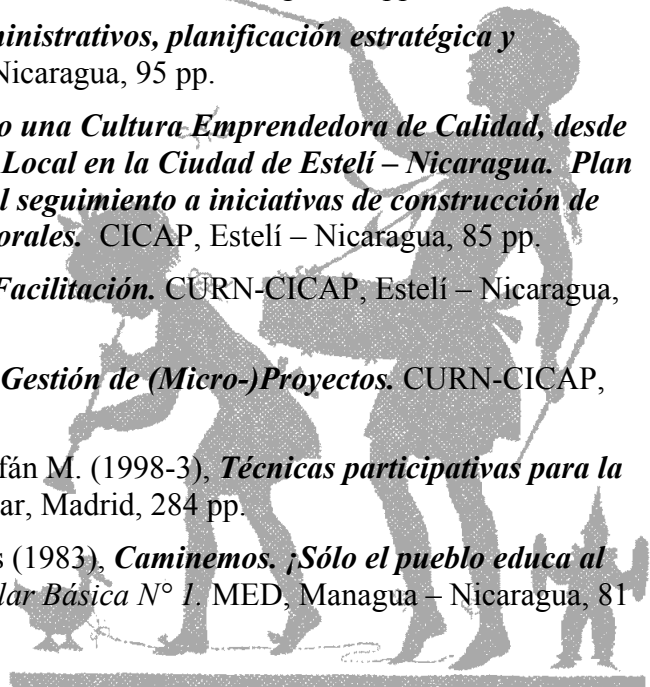 ministrativos, planificación estratégica y
Nicaragua, 95 pp.
o una Cultura Emprendedora de Calidad, desde
Local en la Ciudad de Estelí – Nicaragua. Plan
l seguimiento a iniciativas de construcción de
orales. CICAP, Estelí – Nicaragua, 85 pp.
Facilitación. CURN-CICAP, Estelí – Nicaragua,
Gestión de (Micro-)Proyectos. CURN-CICAP,
fán M. (1998-3), Técnicas participativas para la
ar, Madrid, 284 pp.
s (1983), Caminemos. ¡Sólo el pueblo educa al
lar Básica N° 1. MED, Managua – Nicaragua, 81